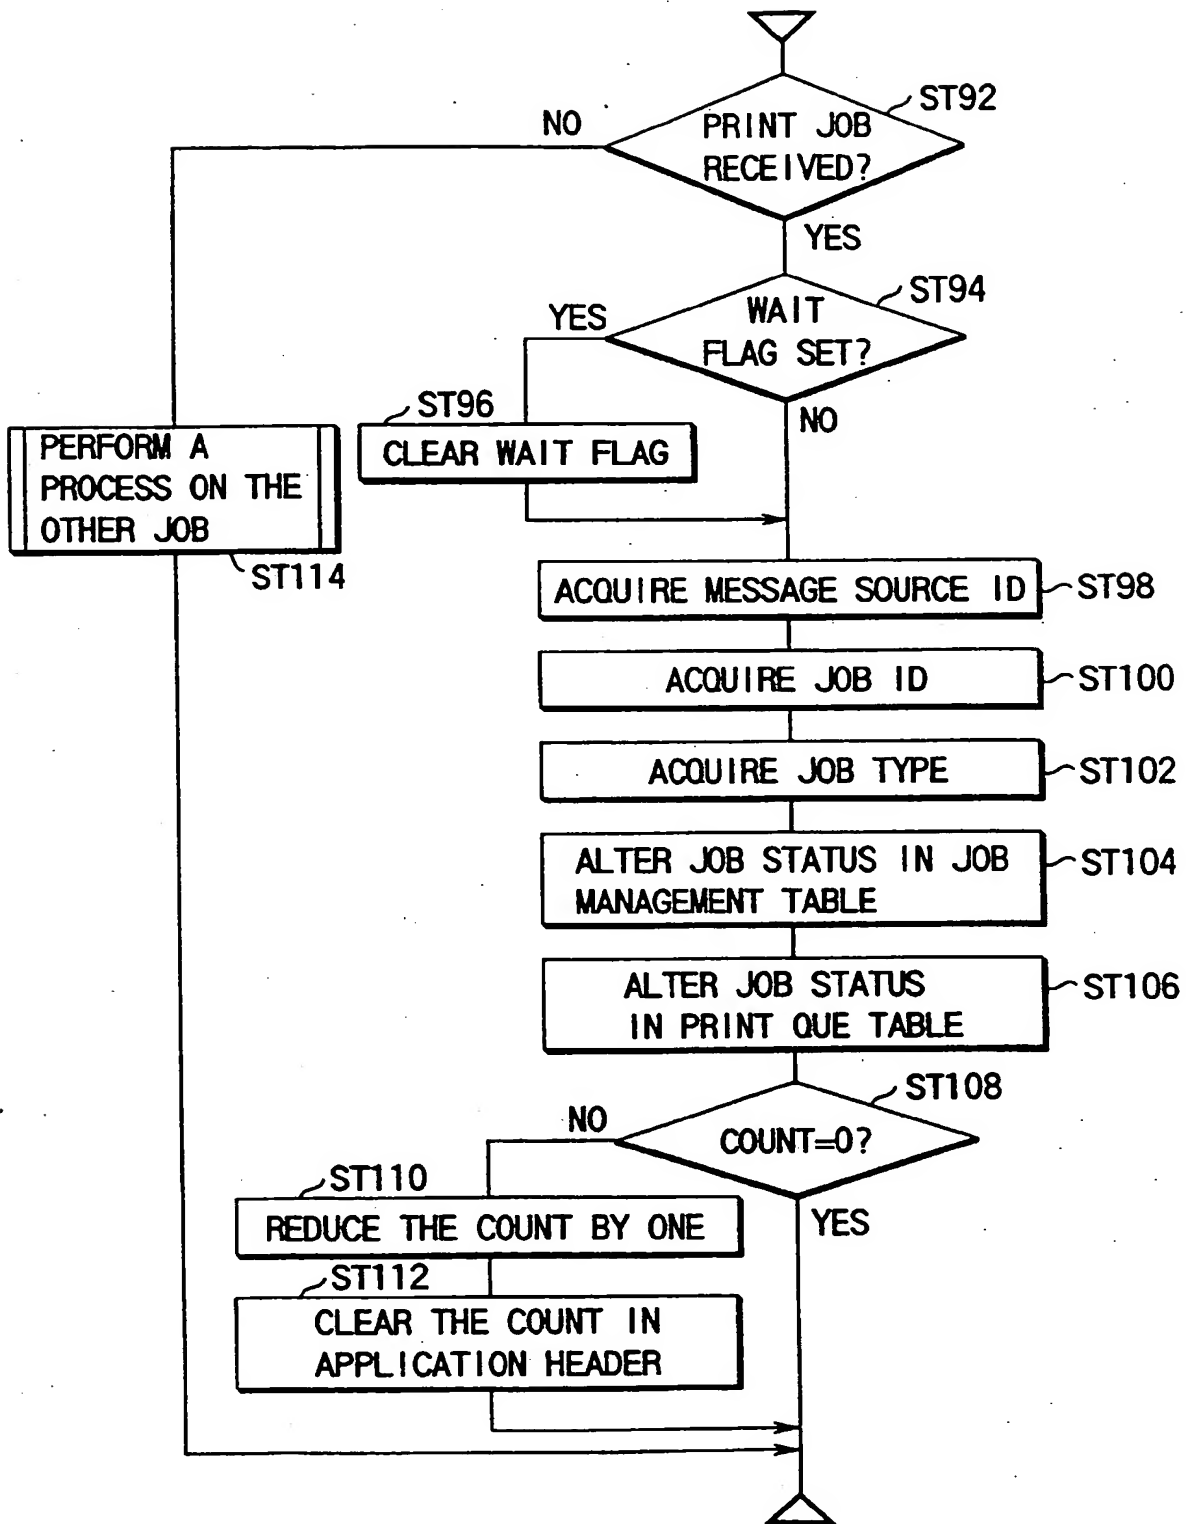 ST92
PRINT JOB
RECEIVED?
NO
YES
ST94
WAIT
FLAG SET?
YES
NO
ST96
CLEAR WAIT FLAG
PERFORM A
PROCESS ON THE
OTHER JOB
ST114
ACQUIRE MESSAGE SOURCE ID
ST98
ACQUIRE JOB ID
ST100
ACQUIRE JOB TYPE
ST102
ALTER JOB STATUS IN JOB
MANAGEMENT TABLE
ST104
ALTER JOB STATUS
IN PRINT QUE TABLE
ST106
ST108
COUNT=0?
NO
YES
ST110
REDUCE THE COUNT BY ONE
ST112
CLEAR THE COUNT IN
APPLICATION HEADER